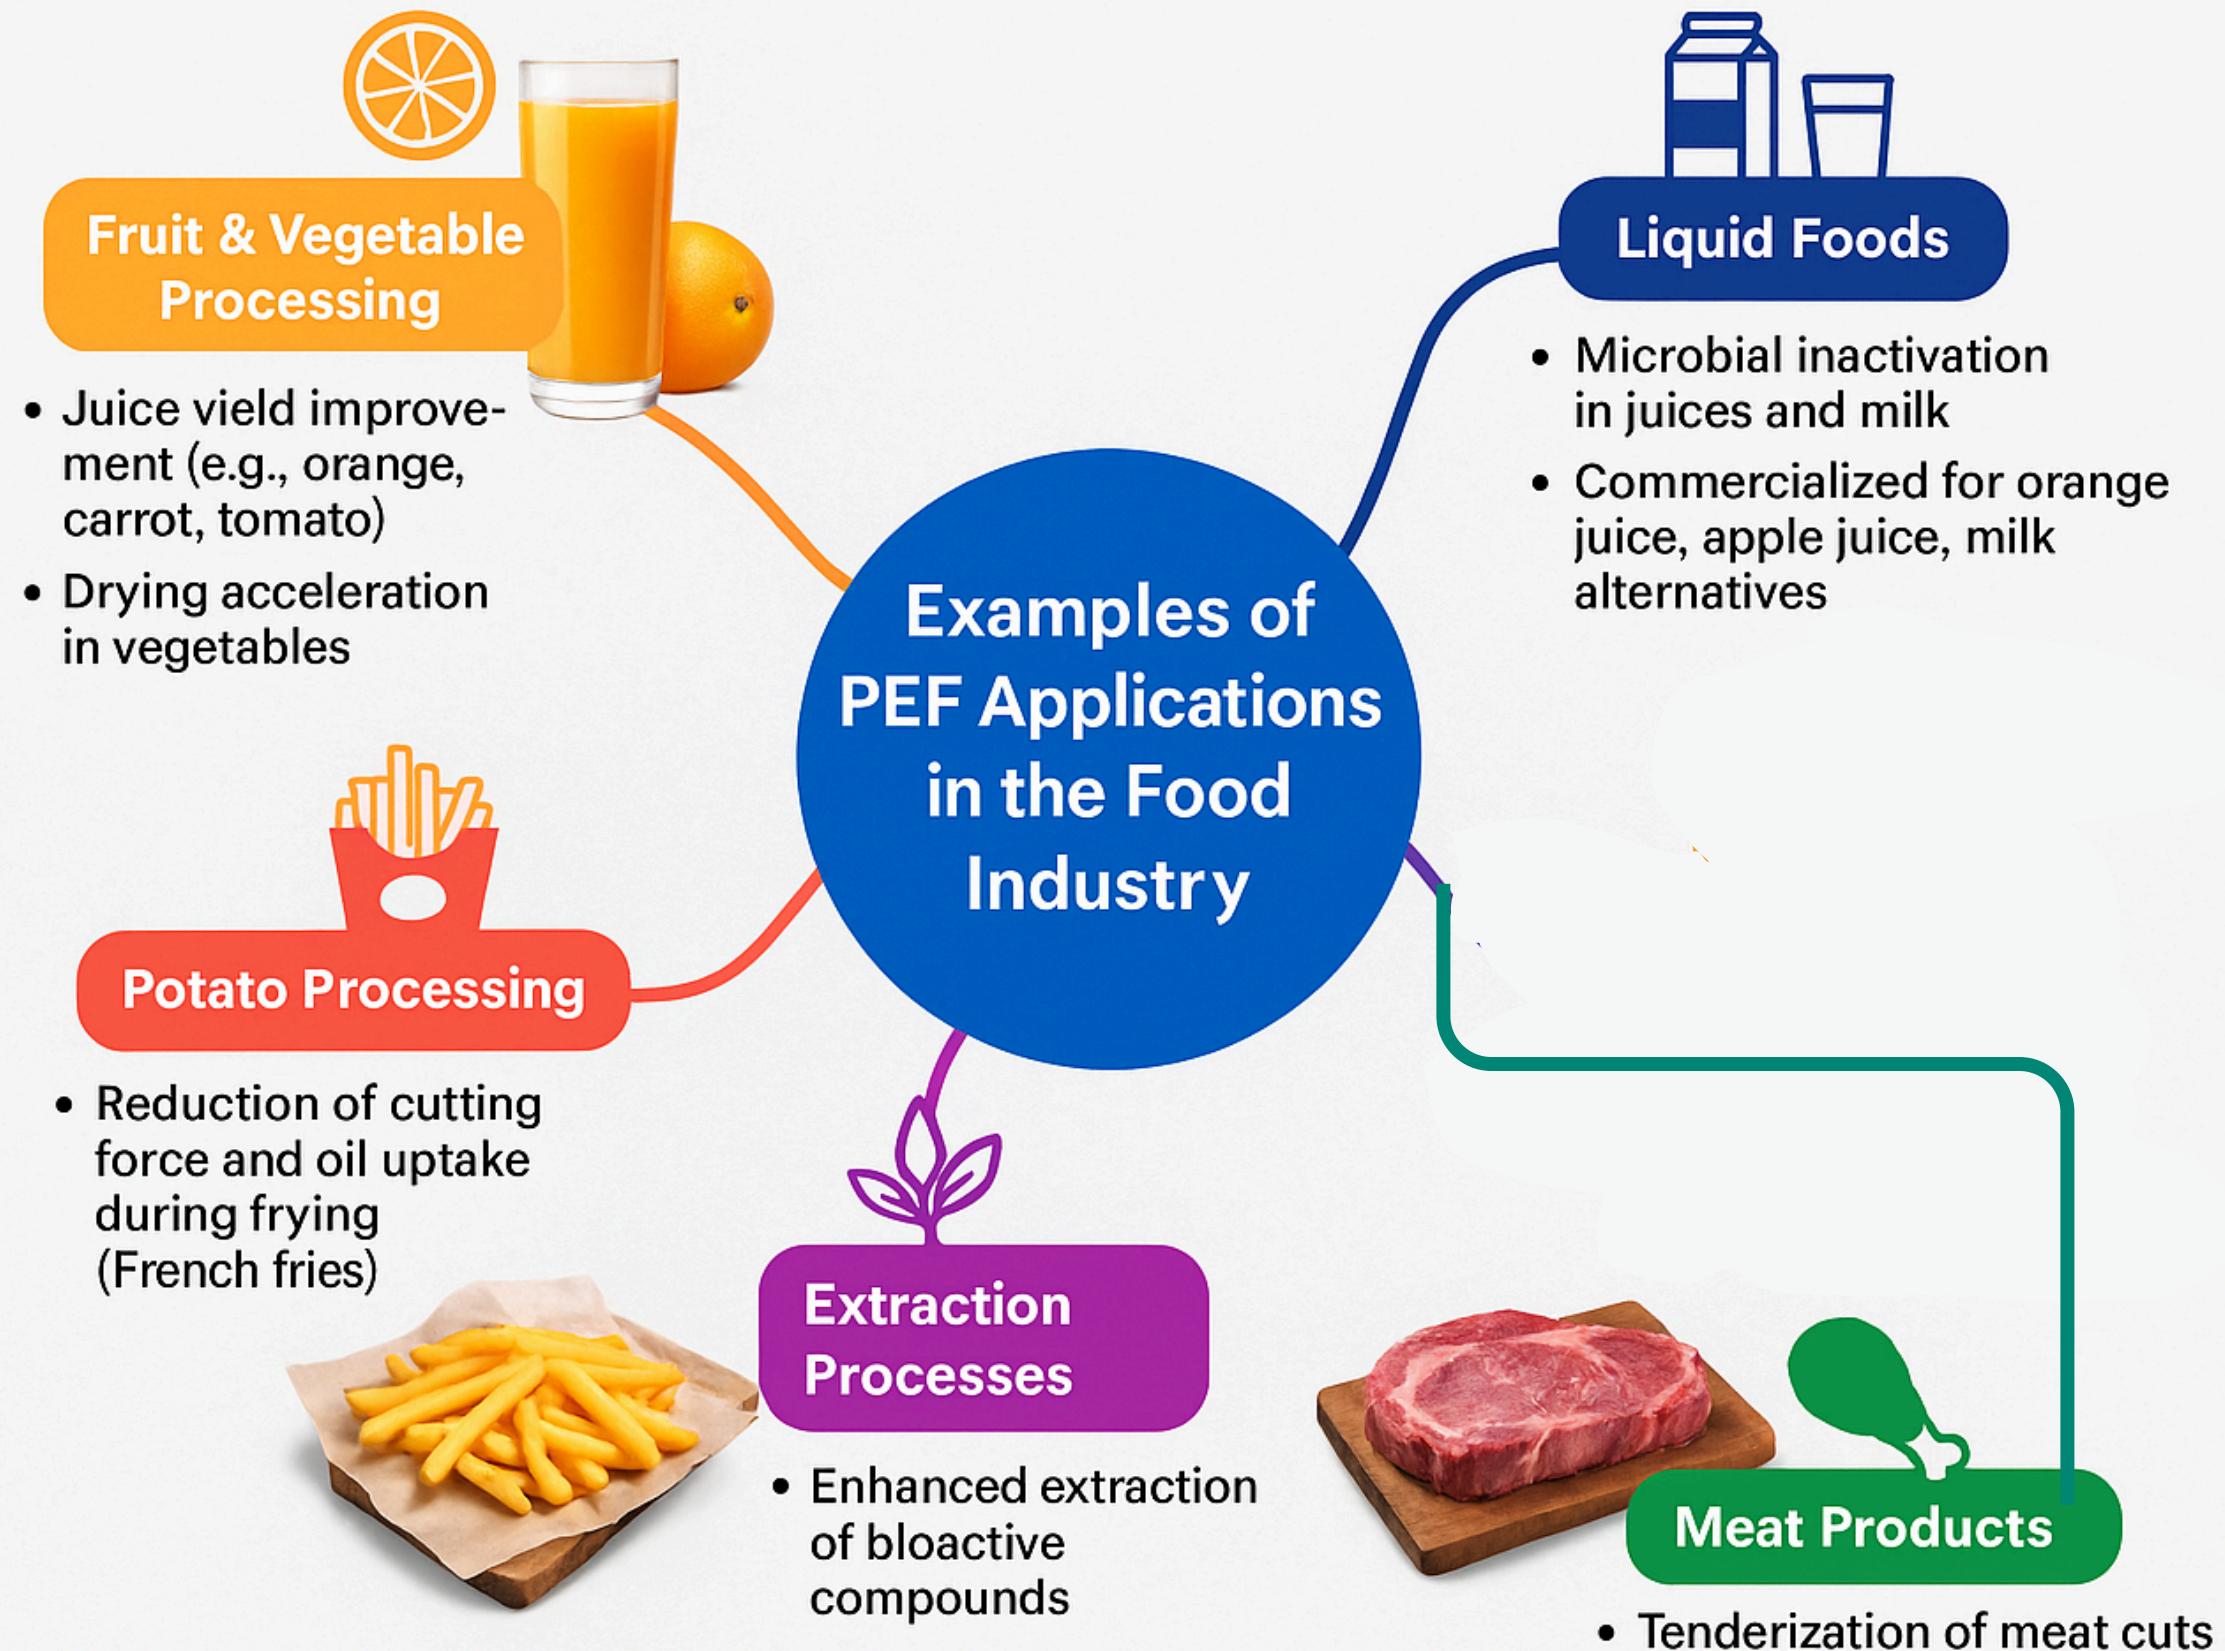 Fruit & Vegetable
Processing
• Juice vield improve-
ment (e.g., orange,
carrot, tomato)
• Drying acceleration
in vegetables
Liquid Foods
• Microbial inactivation
in juices and milk
• Commercialized for orange
juice, apple juice, milk
alternatives
Examples of
PEF Applications
in the Food
Industry
Potato Processing
• Reduction of cutting
force and oil uptake
during frying
(French fries)
Extraction
Processes
• Enhanced extraction
of bloactive
compounds
Meat Products
• Tenderization of meat cuts